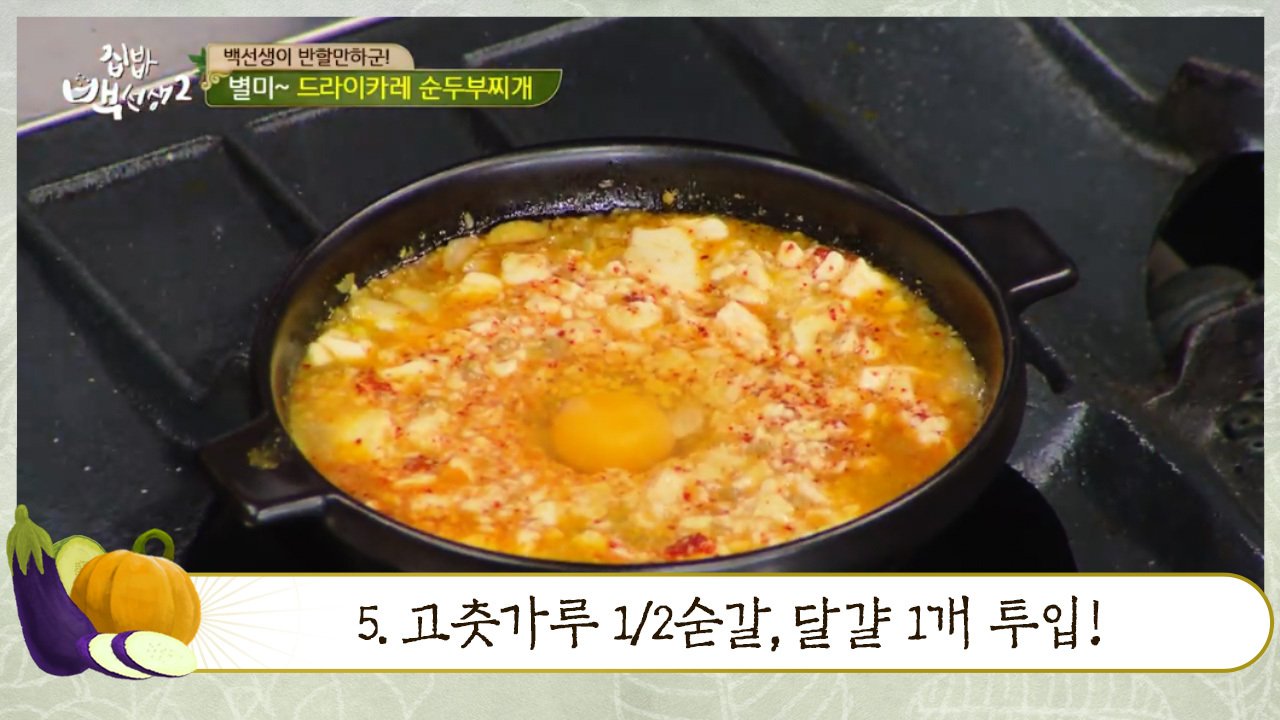 집밥
백선생2
백선생이 반할만하군!
별미~ 드라이카레 순두부찌개
5. 고춧가루 1/2숟갈, 달걀 1개 투입!